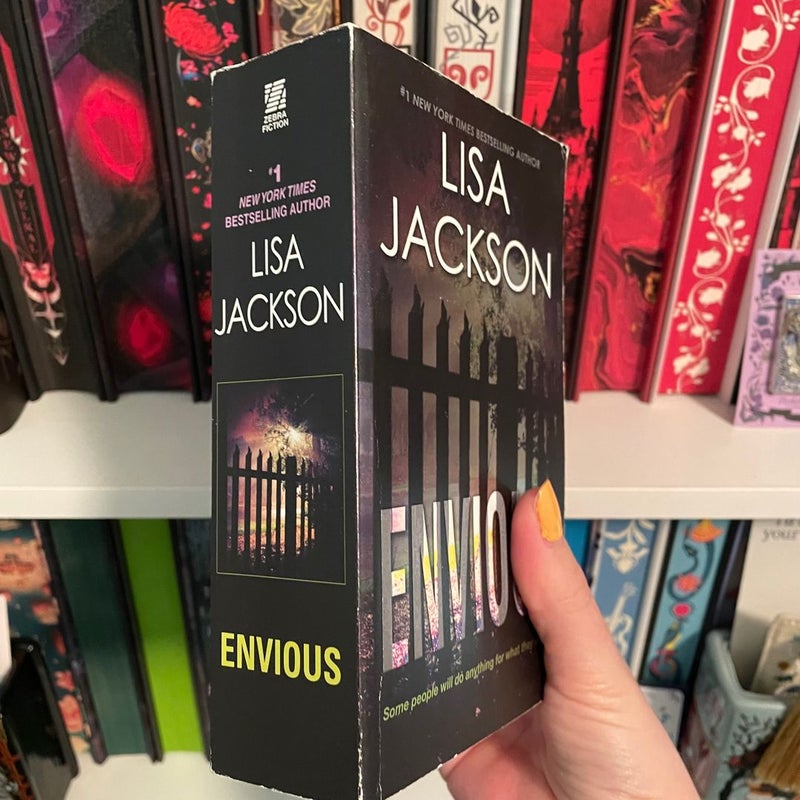 ZEBRA
FICTION
#1
NEW YORK TIMES
BESTSELLING AUTHOR
LISA
JACKSON
ENVIOUS
#1 NEW YORK TIMES BESTSELLING AUTHOR
LISA
JACKSON
ENVIO
Some people will do anything for what they
your